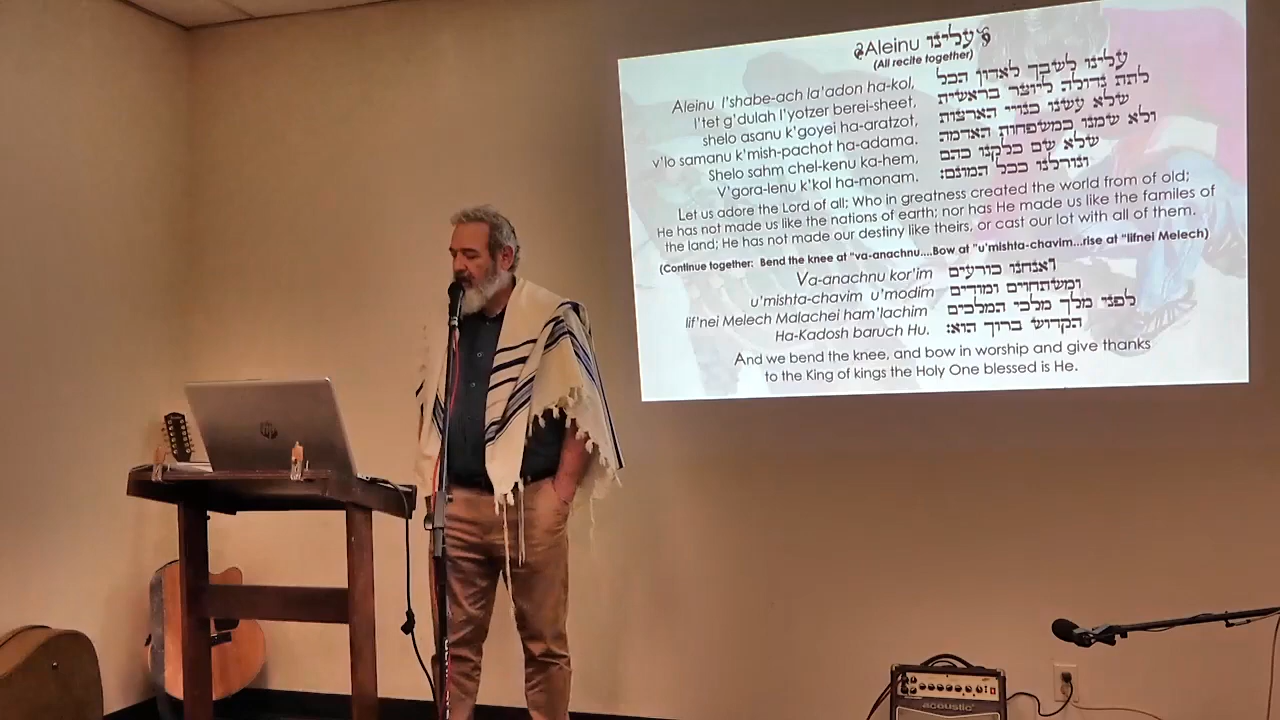 Aleinu עלינו
(All recite together)
Aleinu l'shabe-ach la'adon ha-kol, עלינו לשבח לאדון הכל
l'tet g'dulah l'yotzer berei-sheet, לתת גדולה ליוצר בראשית
shelo asanu k'goyei ha-aratzot, שלא עשנו כגויי הארצות
v'lo samanu k'mish-pachot ha-adama. ולא שמנו כמשפחות האדמה
Shelo sahm chel-kenu ka-hem, שלא שם חלקנו כהם
V'gora-lenu k'kol ha-monam. וגורלנו ככל המונם:
Let us adore the Lord of all; Who in greatness created the world from of old;
He has not made us like the nations of earth; nor has He made us like the familes of
the land; He has not made our destiny like theirs, or cast our lot with all of them.
(Continue together: Bend the knee at "va-anachnu....Bow at "u'mishta-chavim...rise at "lifnei Melech)
Va-anachnu kor'im ואנחנו כורעים
u'mishta-chavim u'modim ומשתחוים ומודים
lif'nei Melech Malachei ham'lachim לפני מלך מלכי המלכים
Ha-Kadosh baruch Hu. הקדוש ברוך הוא:
And we bend the knee, and bow in worship and give thanks
to the King of kings the Holy One blessed is He.
hp
acoustic